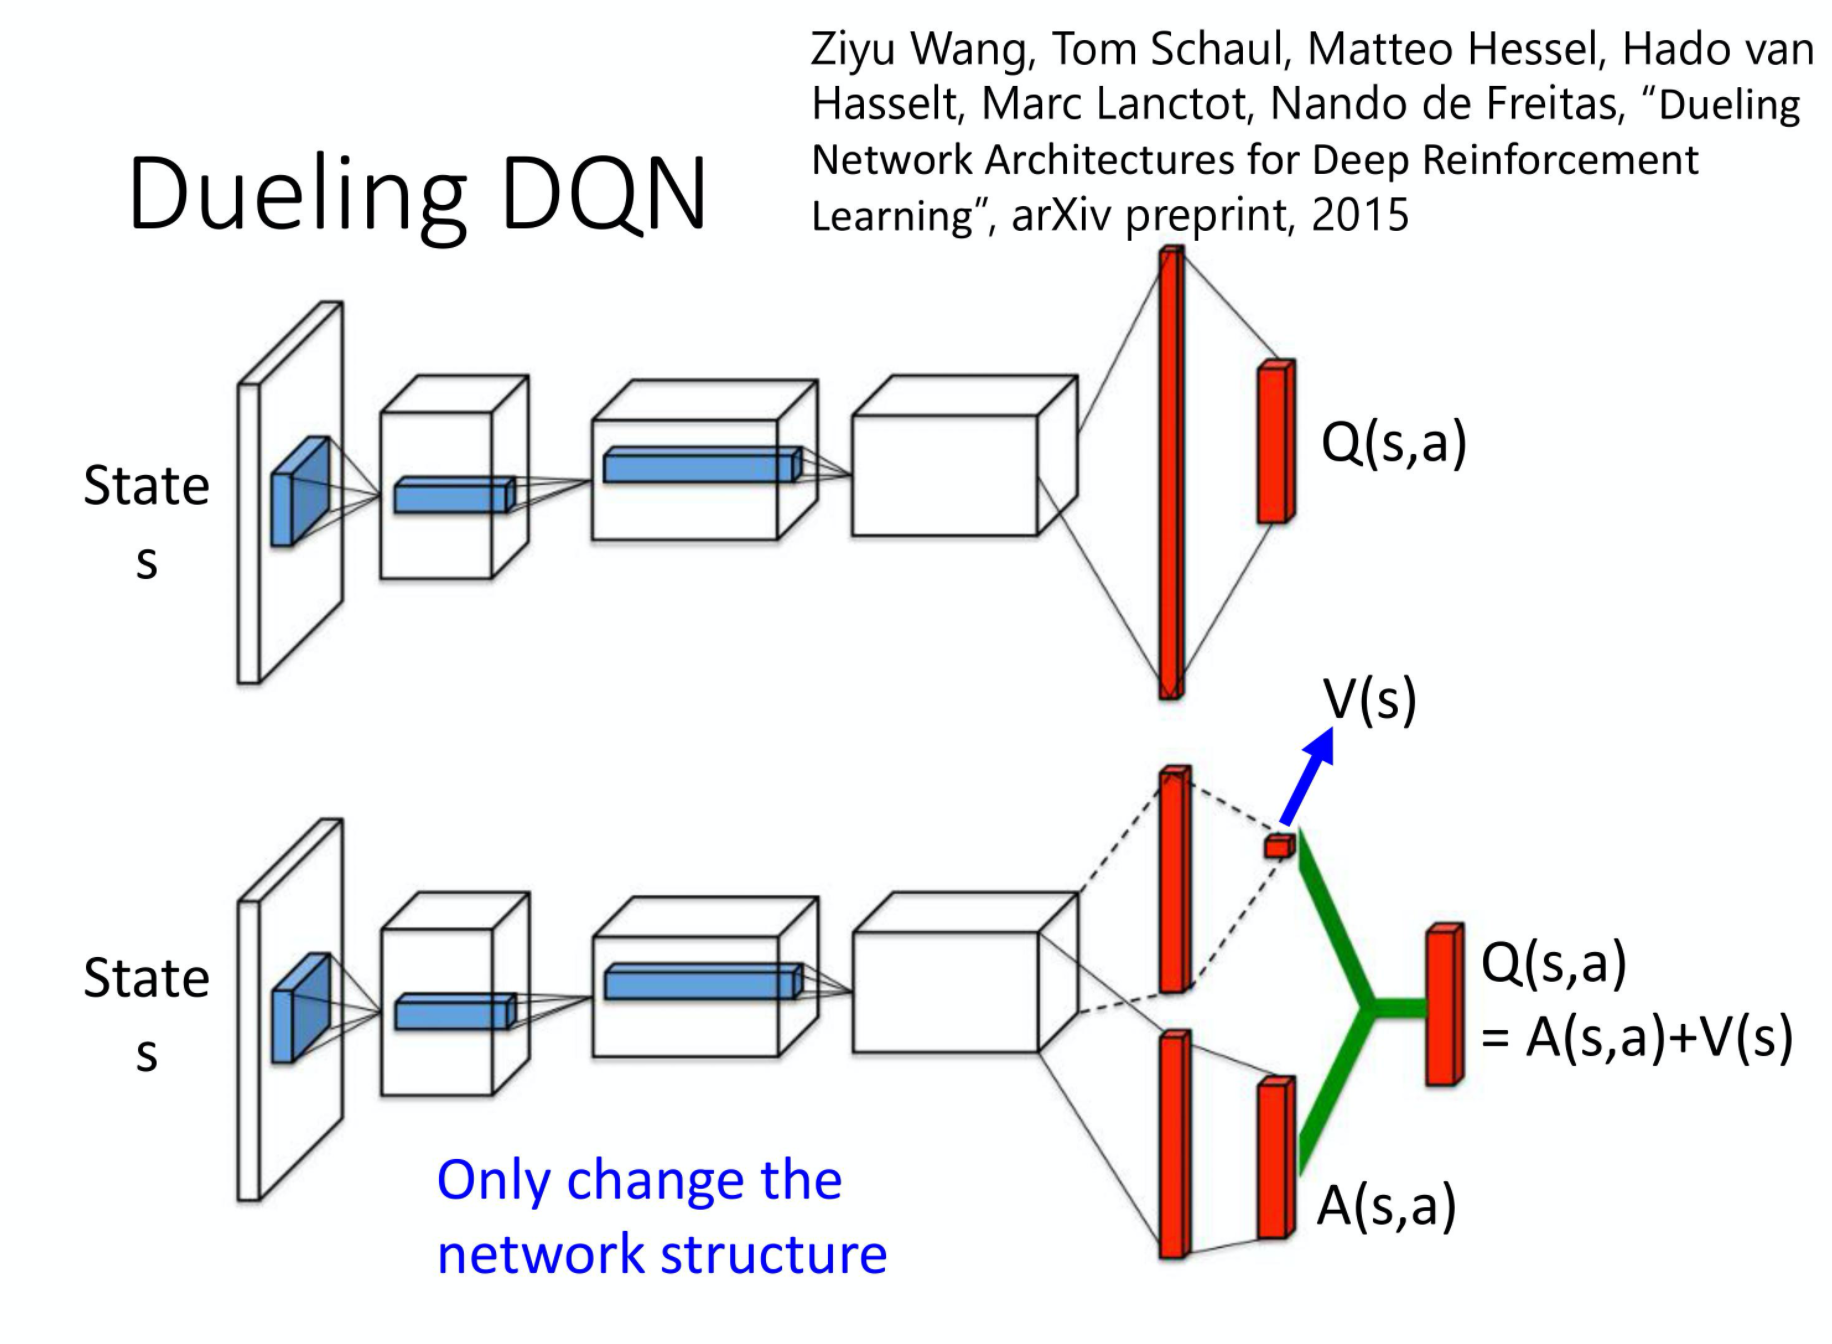 Ziyu Wang, Tom Schaul, Matteo Hessel, Hado van
Hasselt, Marc Lanctot, Nando de Freitas, “Dueling
Network Architectures for Deep Reinforcement
Learning”, arXiv preprint, 2015
Dueling DQN
State
s
Q(s,a)
V(s)
State
s
Q(s,a)
= A(s,a)+V(s)
A(s,a)
Only change the
network structure